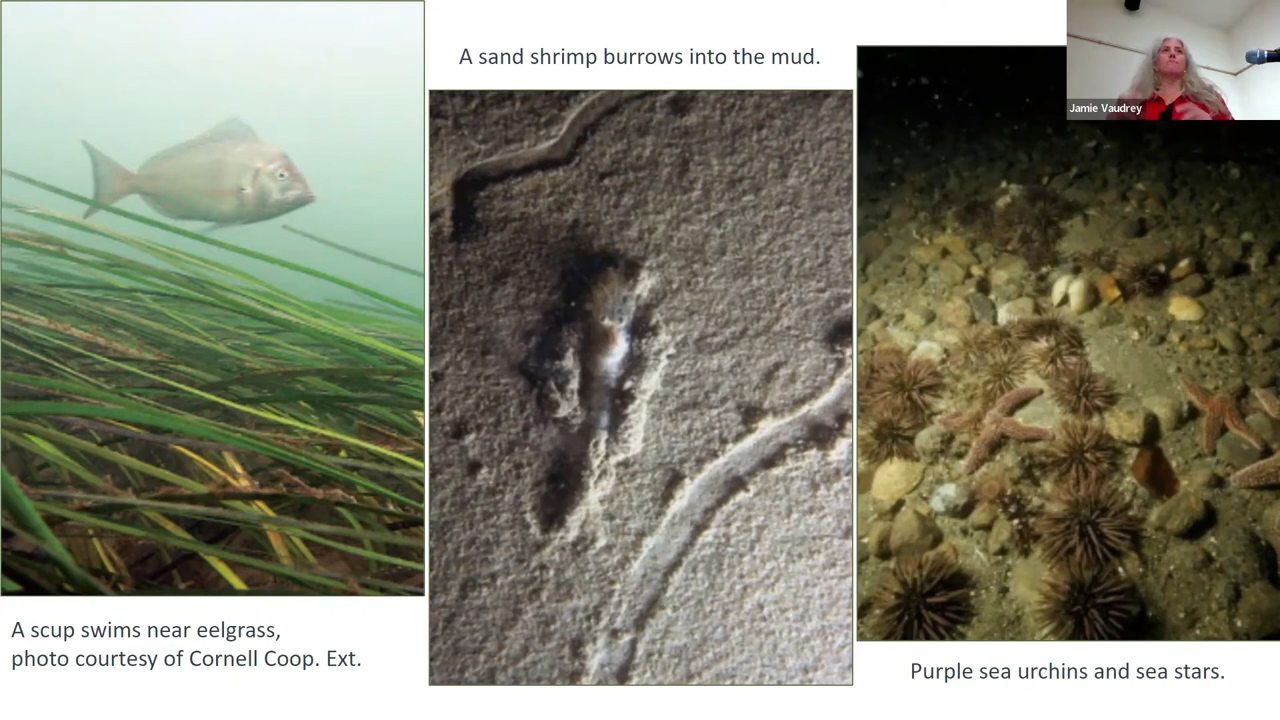 A sand shrimp burrows into the mud.
Jamie Vaudrey
A scup swims near eelgrass,
photo courtesy of Cornell Coop. Ext.
Purple sea urchins and sea stars.